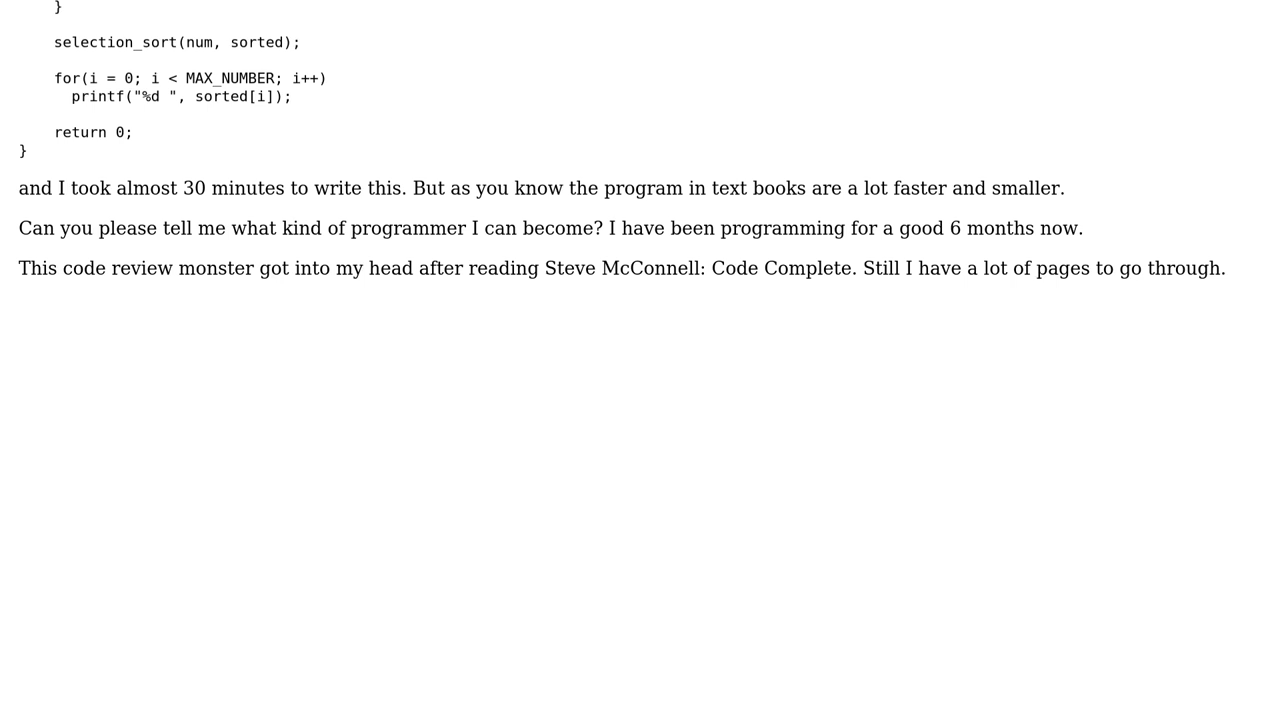 }
    selection_sort(num, sorted);
    for(i = 0; i < MAX_NUMBER; i++)
      printf("%d ", sorted[i]);
    return 0;
}
and I took almost 30 minutes to write this. But as you know the program in text books are a lot faster and smaller.
Can you please tell me what kind of programmer I can become? I have been programming for a good 6 months now.
This code review monster got into my head after reading Steve McConnell: Code Complete. Still I have a lot of pages to go through.